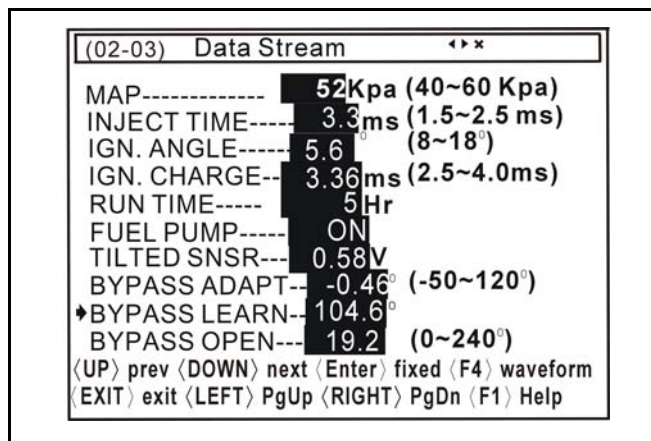 (02-03) Data Stream
MAP------------- 52Kpa (40~60 Kpa)
INJECT TIME----- 3.3ms (1.5~2.5 ms)
IGN. ANGLE------ 5.6° (8~18°)
IGN. CHARGE-- 3.36ms (2.5~4.0ms)
RUN TIME----- 5Hr
FUEL PUMP----- ON
TILTED SNSR--- 0.58V
BYPASS ADAPT-- -0.46° (-50~120°)
BYPASS LEARN-- 104.6°
BYPASS OPEN--- 19.2 (0~240°)
〈UP〉 prev 〈DOWN〉 next 〈Enter〉 fixed 〈F4〉 waveform
〈EXIT〉 exit 〈LEFT〉 PgUp 〈RIGHT〉 PgDn 〈F1〉 Help